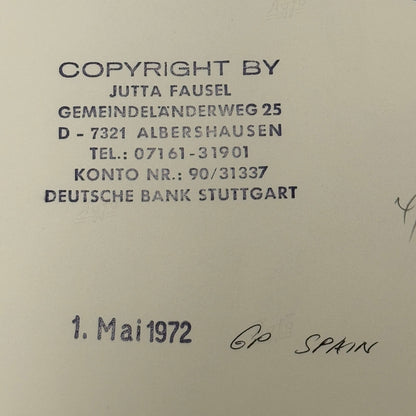 COPYRIGHT BY
JUTTA FAUSEL
GEMEINDELÄNDERWEG 25
D - 7321 ALBERSHAUSEN
TEL.: 07161-31901
KONTO NR.: 90/31337
DEUTSCHE BANK STUTTGART
1. Mai 1972 GP SPAIN